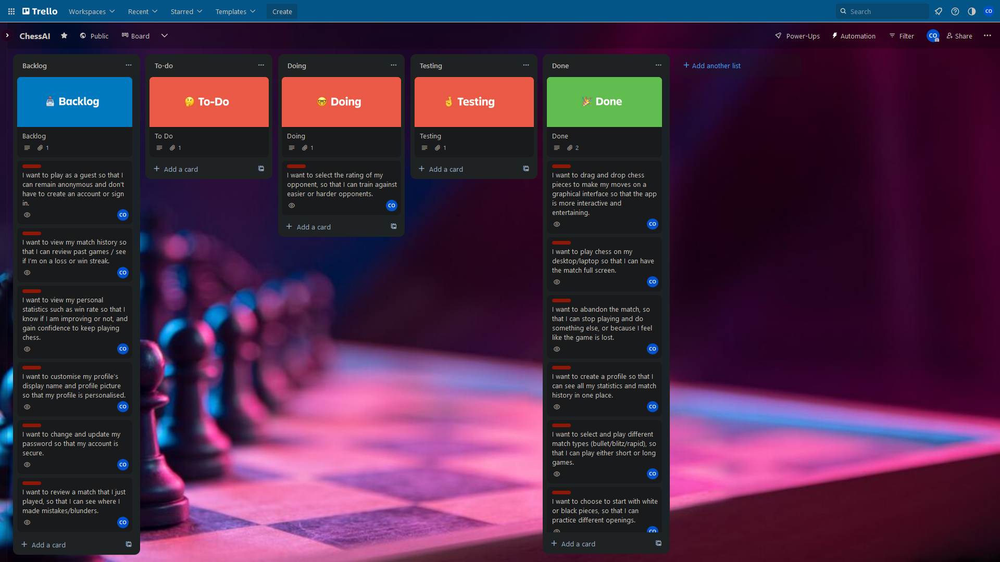 Trello
Workspaces
Recent
Starred
Templates
Create
Search
CO
ChessAI
Public
Board
Power-Ups
Automation
Filter
CO
Share
Backlog
Backlog
Backlog
1
I want to play as a guest so that I
can remain anonymous and don't
have to create an account or sign
in.
CO
I want to view my match history so
that I can review past games / see
if I'm on a loss or win streak.
CO
I want to view my personal
statistics such as win rate so that I
know if I am improving or not, and
gain confidence to keep playing
chess.
CO
I want to customise my profile's
display name and profile picture
so that my profile is personalised.
CO
I want to change and update my
password so that my account is
secure.
CO
I want to review a match that I just
played, so that I can see where I
made mistakes/blunders.
CO
Add a card
To-do
To-Do
To Do
1
Add a card
Doing
Doing
Doing
1
I want to select the rating of my
opponent, so that I can train against
easier or harder opponents.
CO
Add a card
Testing
Testing
Testing
1
Add a card
Done
Done
Done
2
I want to drag and drop chess
pieces to make my moves on a
graphical interface so that the app
is more interactive and
entertaining.
CO
I want to play chess on my
desktop/laptop so that I can have
the match full screen.
CO
I want to abandon the match, so
that I can stop playing and do
something else, or because I feel
like the game is lost.
CO
I want to create a profile so that I
can see all my statistics and match
history in one place.
CO
I want to select and play different
match types (bullet/blitz/rapid), so
that I can play either short or long
games.
CO
I want to choose to start with white
or black pieces, so that I can
practice different openings.
CO
Add a card
Add another list